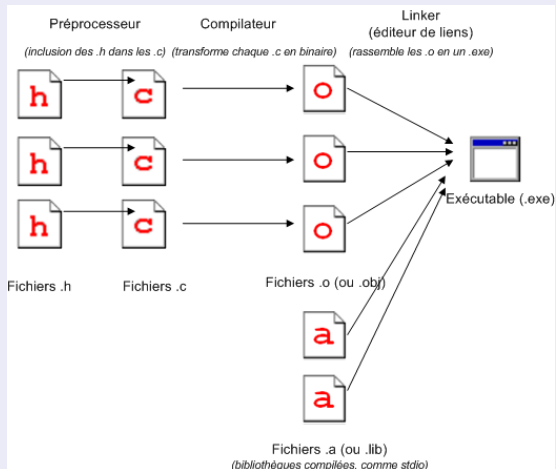 Préprocesseur
Compilateur
Linker
(éditeur de liens)
(inclusion des .h dans les .c)
(transforme chaque .c en binaire)
(rassemble les .o en un .exe)
h
c
o
h
c
o
Exécutable (.exe)
h
c
o
Fichiers .h
Fichiers .c
Fichiers .o (ou .obj)
a
a
Fichiers .a (ou .lib)
(bibliothèques compilées, comme stdio)